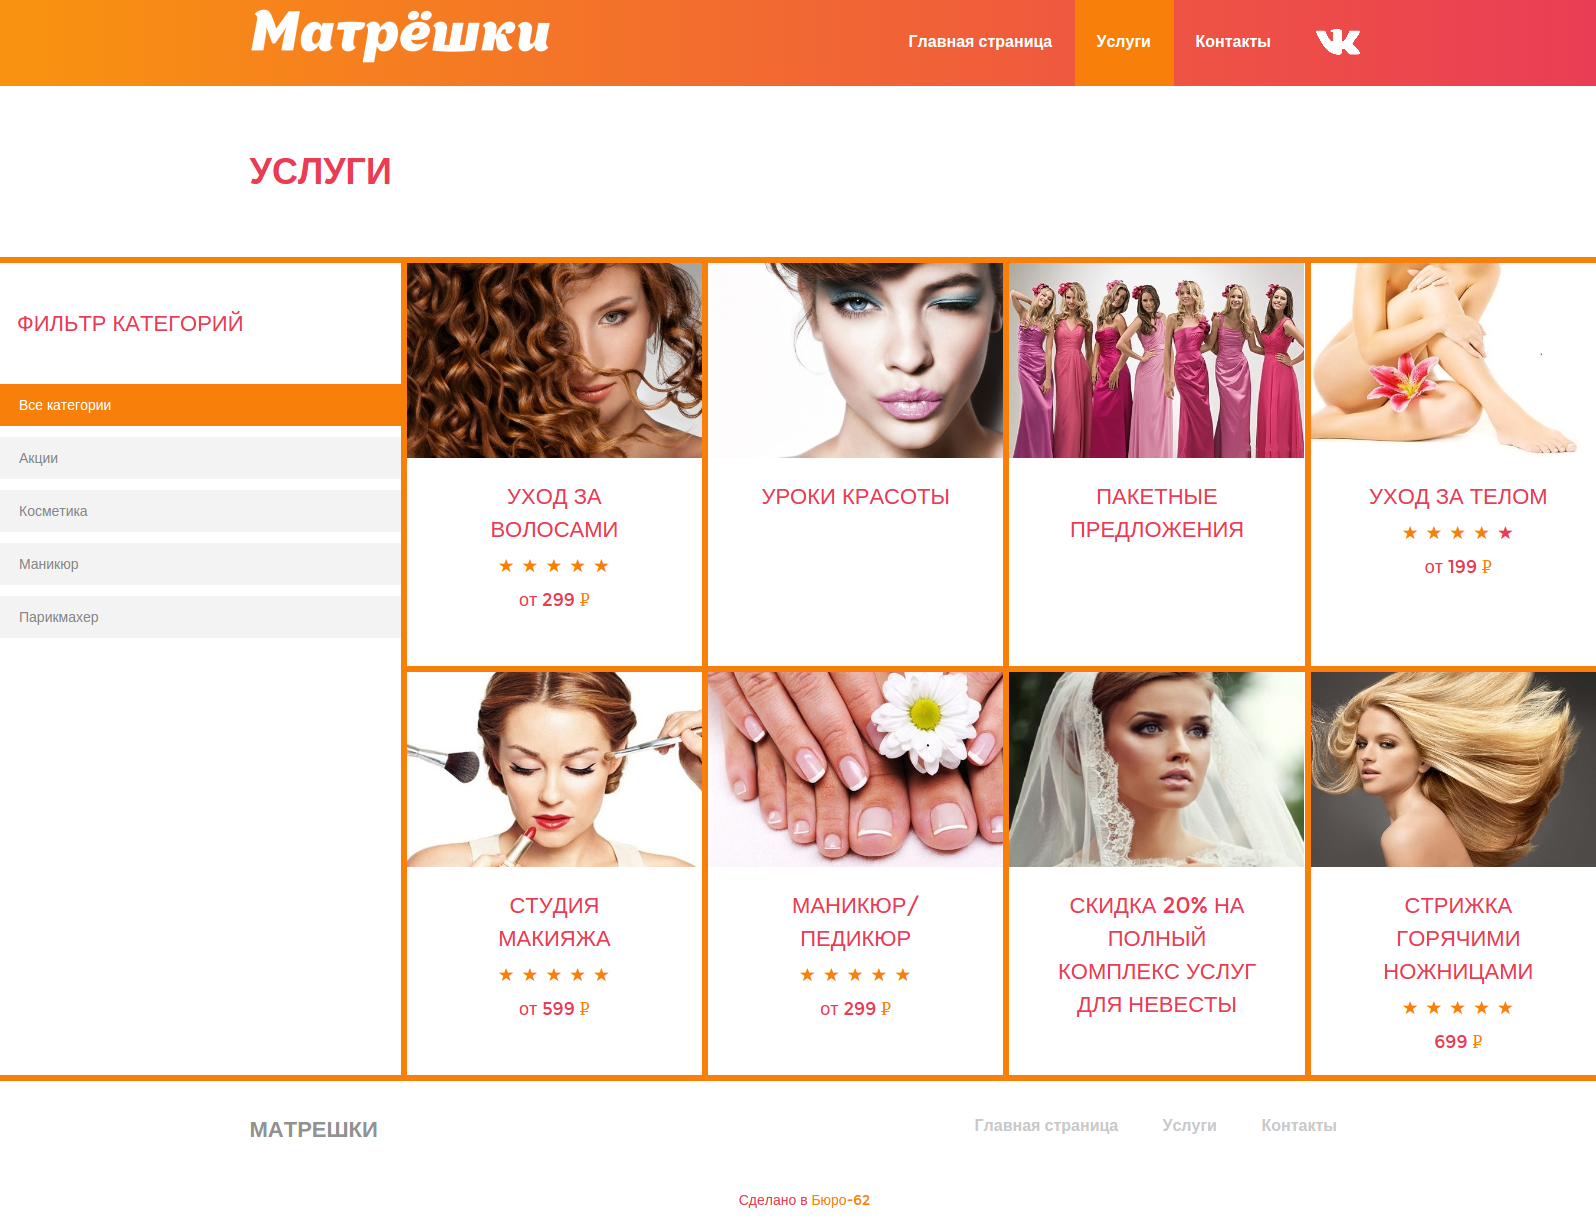 Матрёшки
Главная страница
Услуги
Контакты
УСЛУГИ
ФИЛЬТР КАТЕГОРИЙ
Все категории
Акции
Косметика
Маникюр
Парикмахер
УХОД ЗА
ВОЛОСАМИ
★ ★ ★ ★ ★
от 299 ₽
УРОКИ КРАСОТЫ
ПАКЕТНЫЕ
ПРЕДЛОЖЕНИЯ
УХОД ЗА ТЕЛОМ
★ ★ ★ ★ ★
от 199 ₽
СТУДИЯ
МАКИЯЖА
★ ★ ★ ★ ★
от 599 ₽
МАНИКЮР/
ПЕДИКЮР
★ ★ ★ ★ ★
от 299 ₽
СКИДКА 20% НА
ПОЛНЫЙ
КОМПЛЕКС УСЛУГ
ДЛЯ НЕВЕСТЫ
СТРИЖКА
ГОРЯЧИМИ
НОЖНИЦАМИ
★ ★ ★ ★ ★
699 ₽
МАТРЕШКИ
Главная страница
Услуги
Контакты
Сделано в Бюро-62